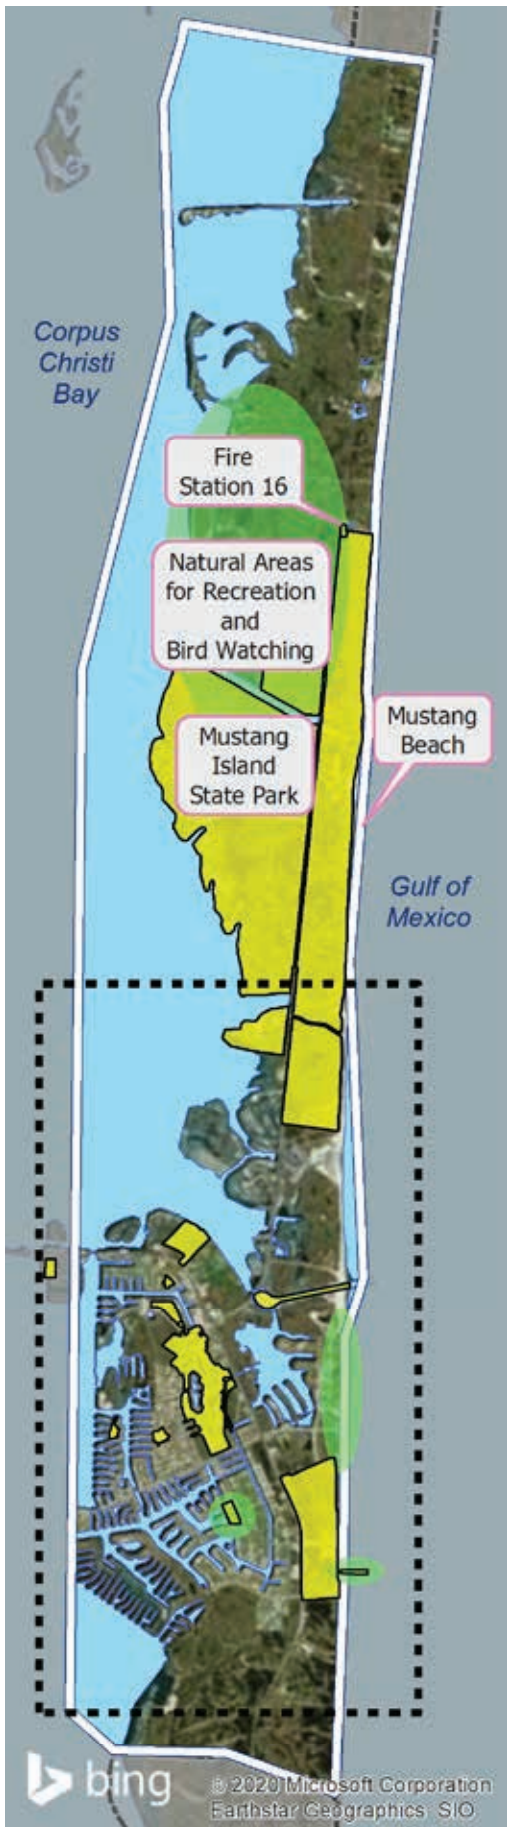 Corpus
Christi
Bay
Fire
Station 16
Natural Areas
for Recreation
and
Bird Watching
Mustang
Island
State Park
Mustang
Beach
Gulf of
Mexico
bing
© 2020 Microsoft Corporation
Earthstar Geographics SIO